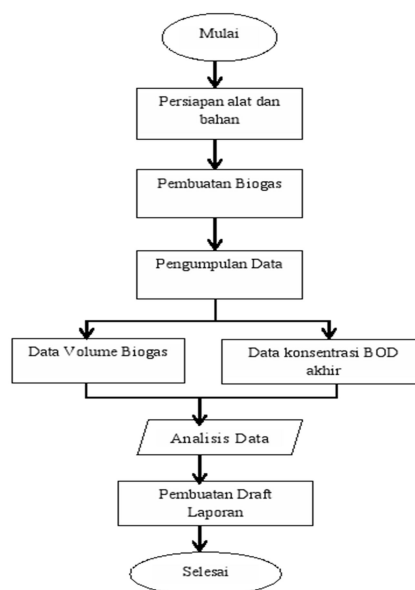 Mulai
Persiapan alat dan
bahan
Pembuatan Biogas
Pengumpulan Data
Data Volume Biogas
Data konsentrasi BOD
akhir
Analisis Data
Pembuatan Draft
Laporan
Selesai